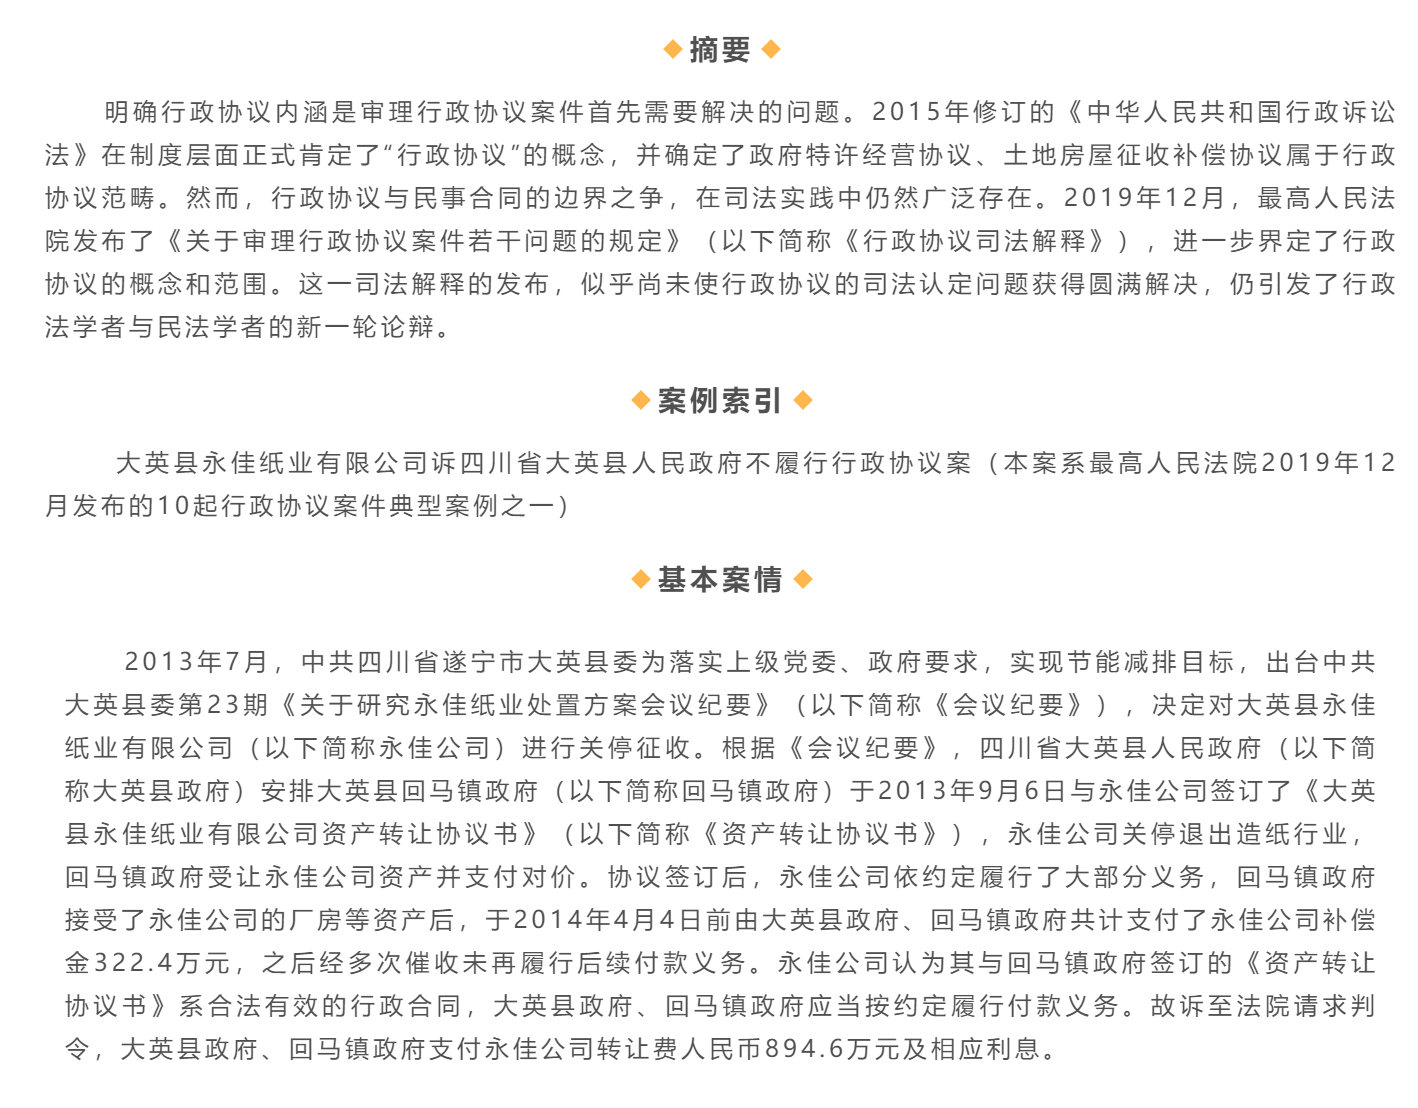 摘要
明确行政协议内涵是审理行政协议案件首先需要解决的问题。2015年修订的《中华人民共和国行政诉讼
法》在制度层面正式肯定了“行政协议”的概念，并确定了政府特许经营协议、土地房屋征收补偿协议属于行政
协议范畴。然而，行政协议与民事合同的边界之争，在司法实践中仍然广泛存在。2019年12月，最高人民法
院发布了《关于审理行政协议案件若干问题的规定》（以下简称《行政协议司法解释》），进一步界定了行政
协议的概念和范围。这一司法解释的发布，似乎尚未使行政协议的司法认定问题获得圆满解决，仍引发了行政
法学者与民法学者的新一轮论辩。
案例索引
大英县永佳纸业有限公司诉四川省大英县人民政府不履行行政协议案（本案系最高人民法院2019年12
月发布的10起行政协议案件典型案例之一）
基本案情
2013年7月，中共四川省遂宁市大英县委为落实上级党委、政府要求，实现节能减排目标，出台中共
大英县委第23期《关于研究永佳纸业处置方案会议纪要》（以下简称《会议纪要》），决定对大英县永佳
纸业有限公司（以下简称永佳公司）进行关停征收。根据《会议纪要》，四川省大英县人民政府（以下简
称大英县政府）安排大英县回马镇政府（以下简称回马镇政府）于2013年9月6日与永佳公司签订了《大英
县永佳纸业有限公司资产转让协议书》（以下简称《资产转让协议书》），永佳公司关停退出造纸行业，
回马镇政府受让永佳公司资产并支付对价。协议签订后，永佳公司依约定履行了大部分义务，回马镇政府
接受了永佳公司的厂房等资产后，于2014年4月4日前由大英县政府、回马镇政府共计支付了永佳公司补偿
金322.4万元，之后经多次催收未再履行后续付款义务。永佳公司认为其与回马镇政府签订的《资产转让
协议书》系合法有效的行政合同，大英县政府、回马镇政府应当按约定履行付款义务。故诉至法院请求判
令，大英县政府、回马镇政府支付永佳公司转让费人民币894.6万元及相应利息。